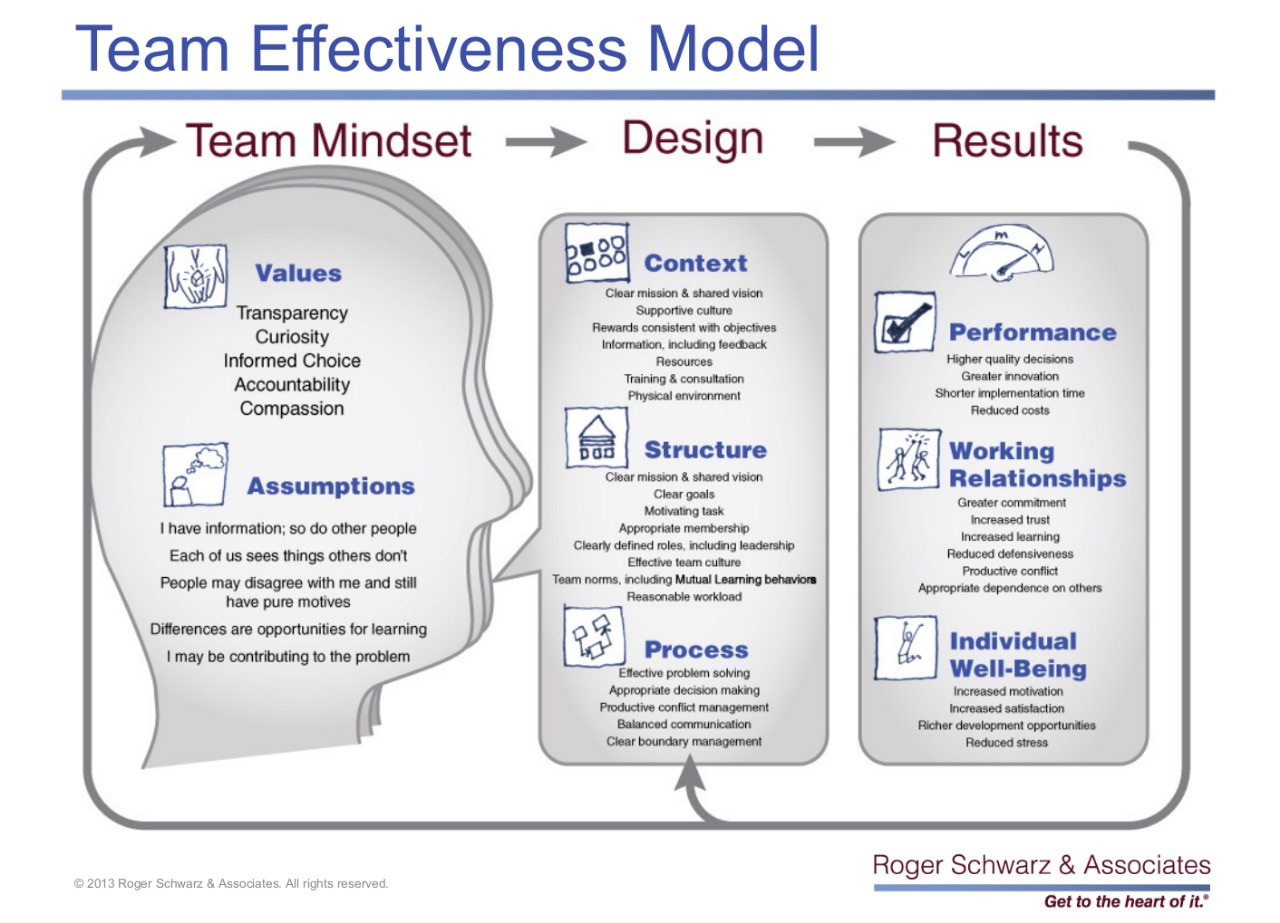 Team Effectiveness Model
Team Mindset
Design
Results
Values
Transparency
Curiosity
Informed Choice
Accountability
Compassion
Assumptions
I have information; so do other people
Each of us sees things others don't
People may disagree with me and still
have pure motives
Differences are opportunities for learning
I may be contributing to the problem
Context
Clear mission & shared vision
Supportive culture
Rewards consistent with objectives
Information, including feedback
Resources
Training & consultation
Physical environment
Structure
Clear mission & shared vision
Clear goals
Motivating task
Appropriate membership
Clearly defined roles, including leadership
Effective team culture
Team norms, including Mutual Learning behaviors
Reasonable workload
Process
Effective problem solving
Appropriate decision making
Productive conflict management
Balanced communication
Clear boundary management
L m H
Performance
Higher quality decisions
Greater innovation
Shorter implementation time
Reduced costs
Working
Relationships
Greater commitment
Increased trust
Increased learning
Reduced defensiveness
Productive conflict
Appropriate dependence on others
Individual
Well-Being
Increased motivation
Increased satisfaction
Richer development opportunities
Reduced stress
© 2013 Roger Schwarz & Associates. All rights reserved.
Roger Schwarz & Associates
Get to the heart of it.®